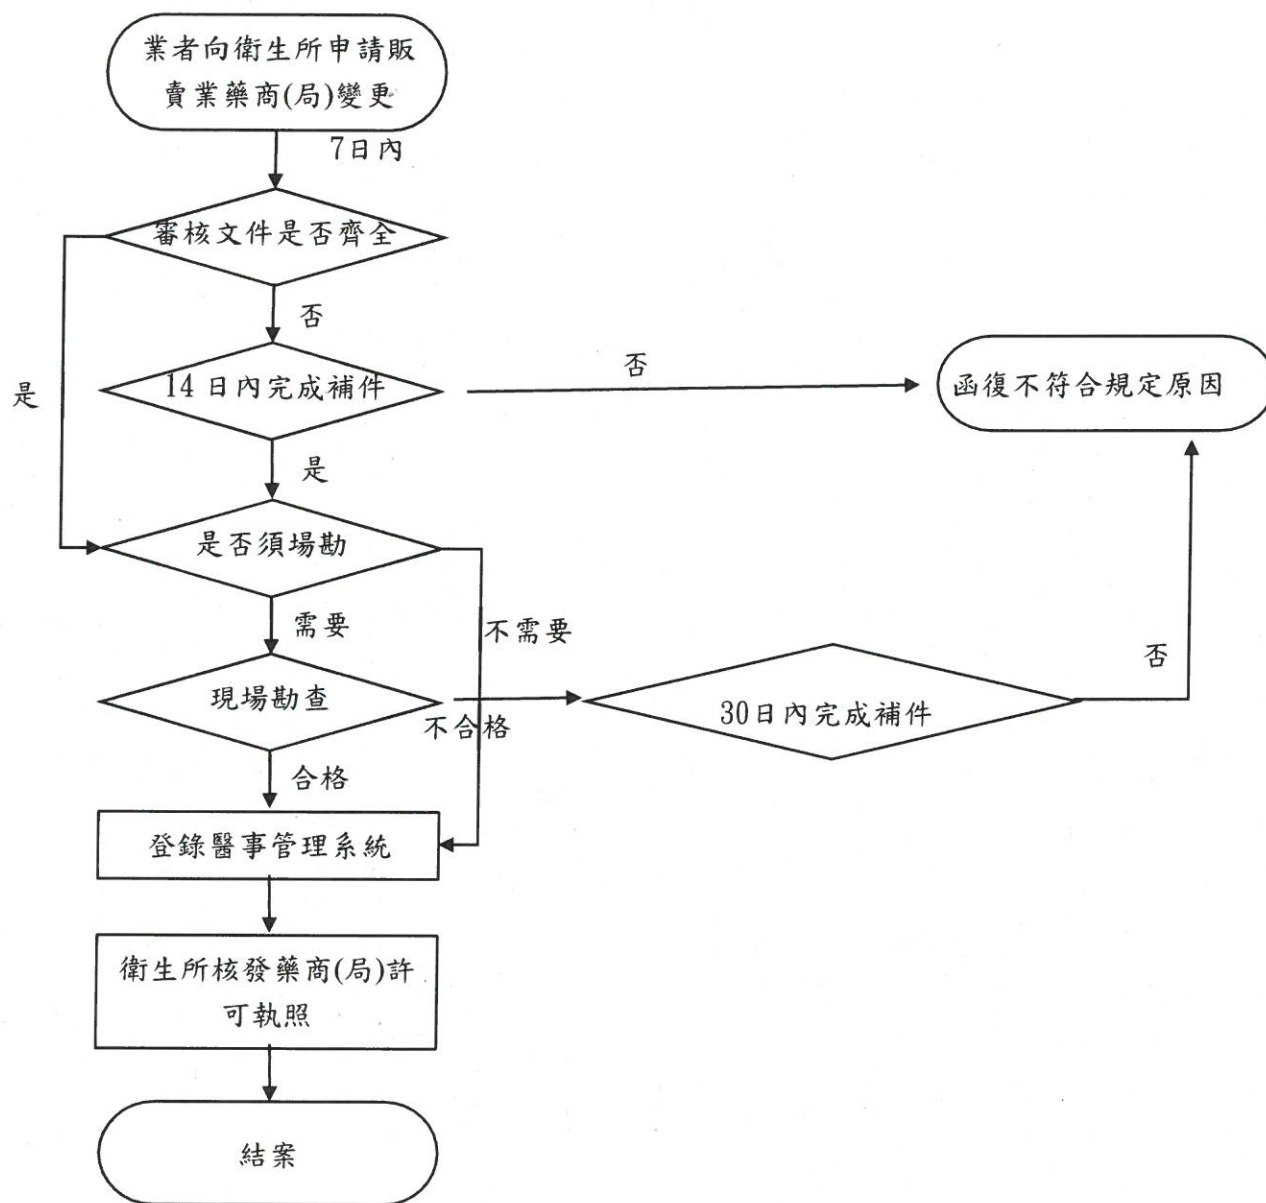 業者向衛生所申請販
賣業藥商(局)變更
7日內
審核文件是否齊全
否
14 日內完成補件
否
函復不符合規定原因
是
是
是否須場勘
需要
不需要
否
現場勘查
不合格
30日內完成補件
合格
登錄醫事管理系統
衛生所核發藥商(局)許
可執照
結案